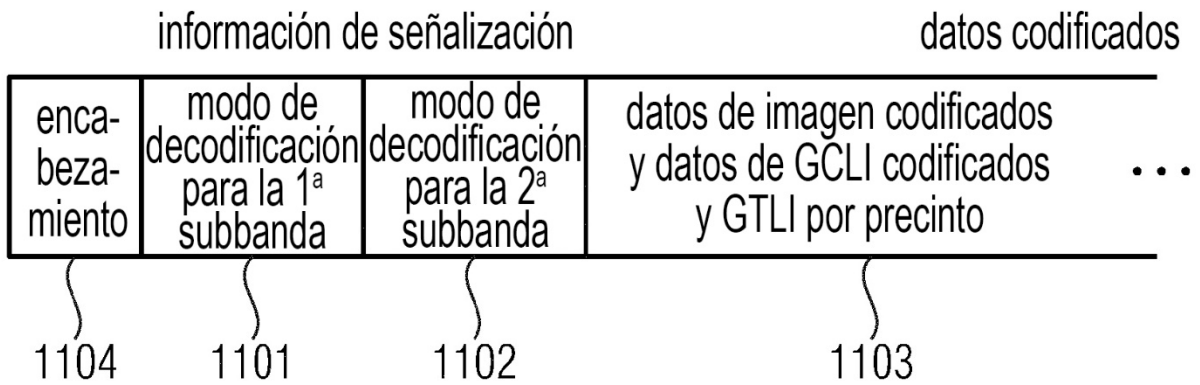 información de señalización
datos codificados
enca-
beza-
miento
modo de
decodificación
para la 1ª
subbanda
modo de
decodificación
para la 2ª
subbanda
datos de imagen codificados
y datos de GCLI codificados
y GTLI por precinto
...
1104
1101
1102
1103